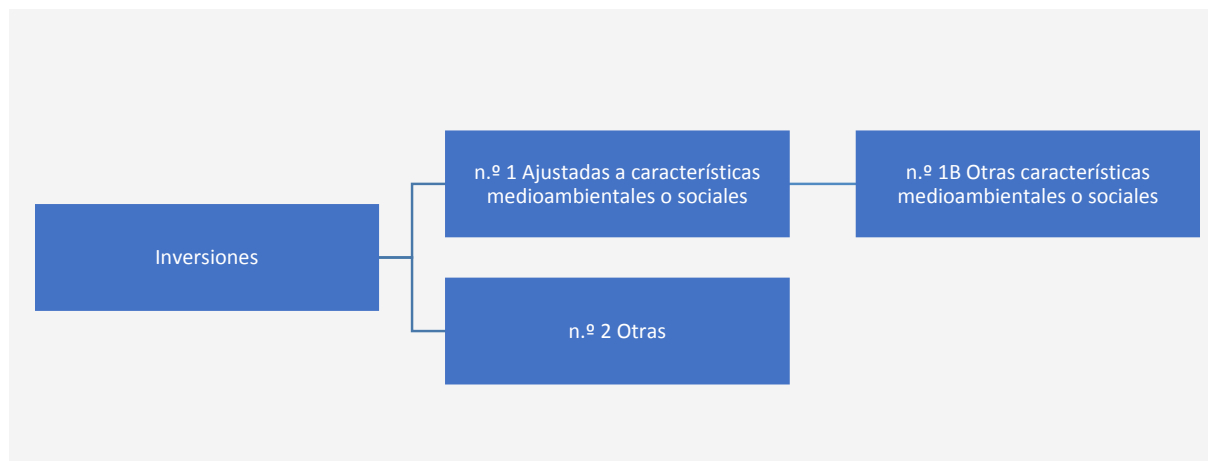 n.º 1 Ajustadas a características
medioambientales o sociales
n.º 1B Otras características
medioambientales o sociales
Inversiones
n.º 2 Otras